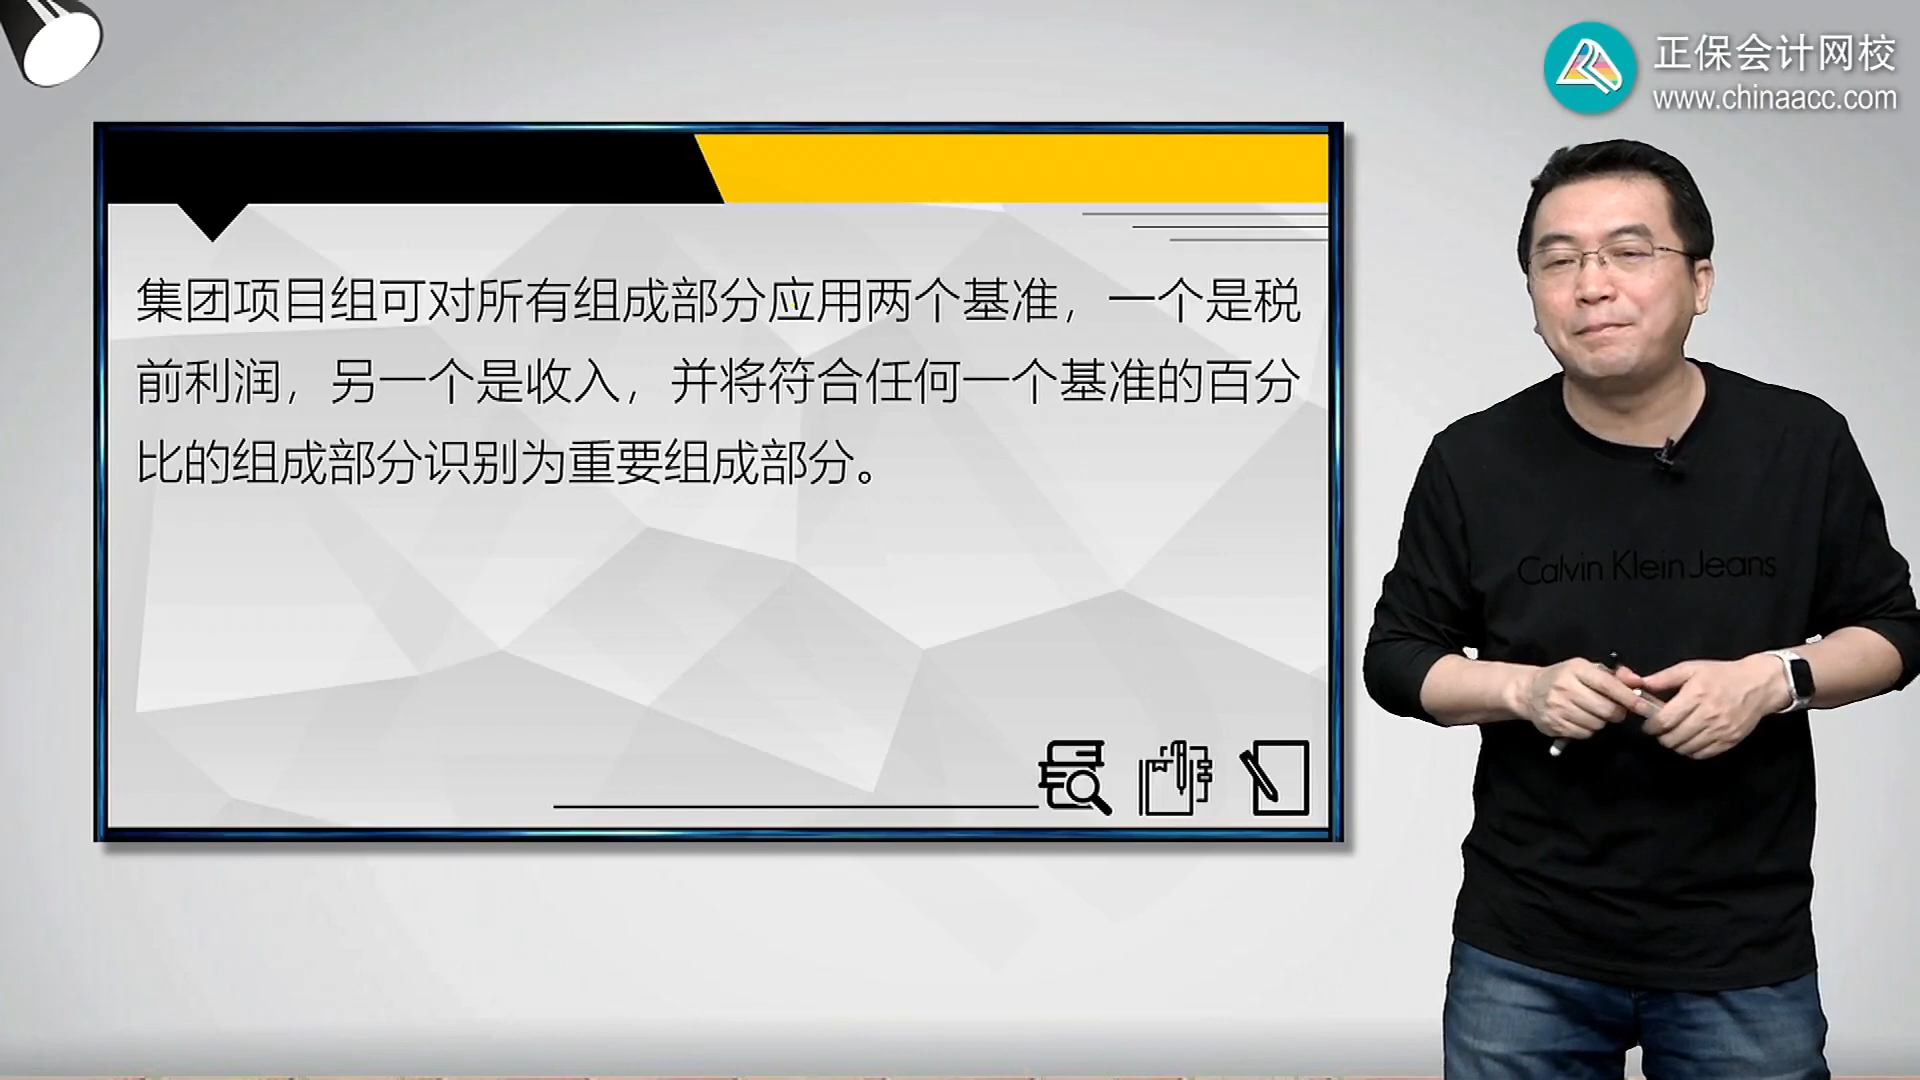 正保会计网校
www.chinaacc.com
集团项目组可对所有组成部分应用两个基准，一个是税
前利润，另一个是收入，并将符合任何一个基准的百分
比的组成部分识别为重要组成部分。
Calvin Klein Jeans